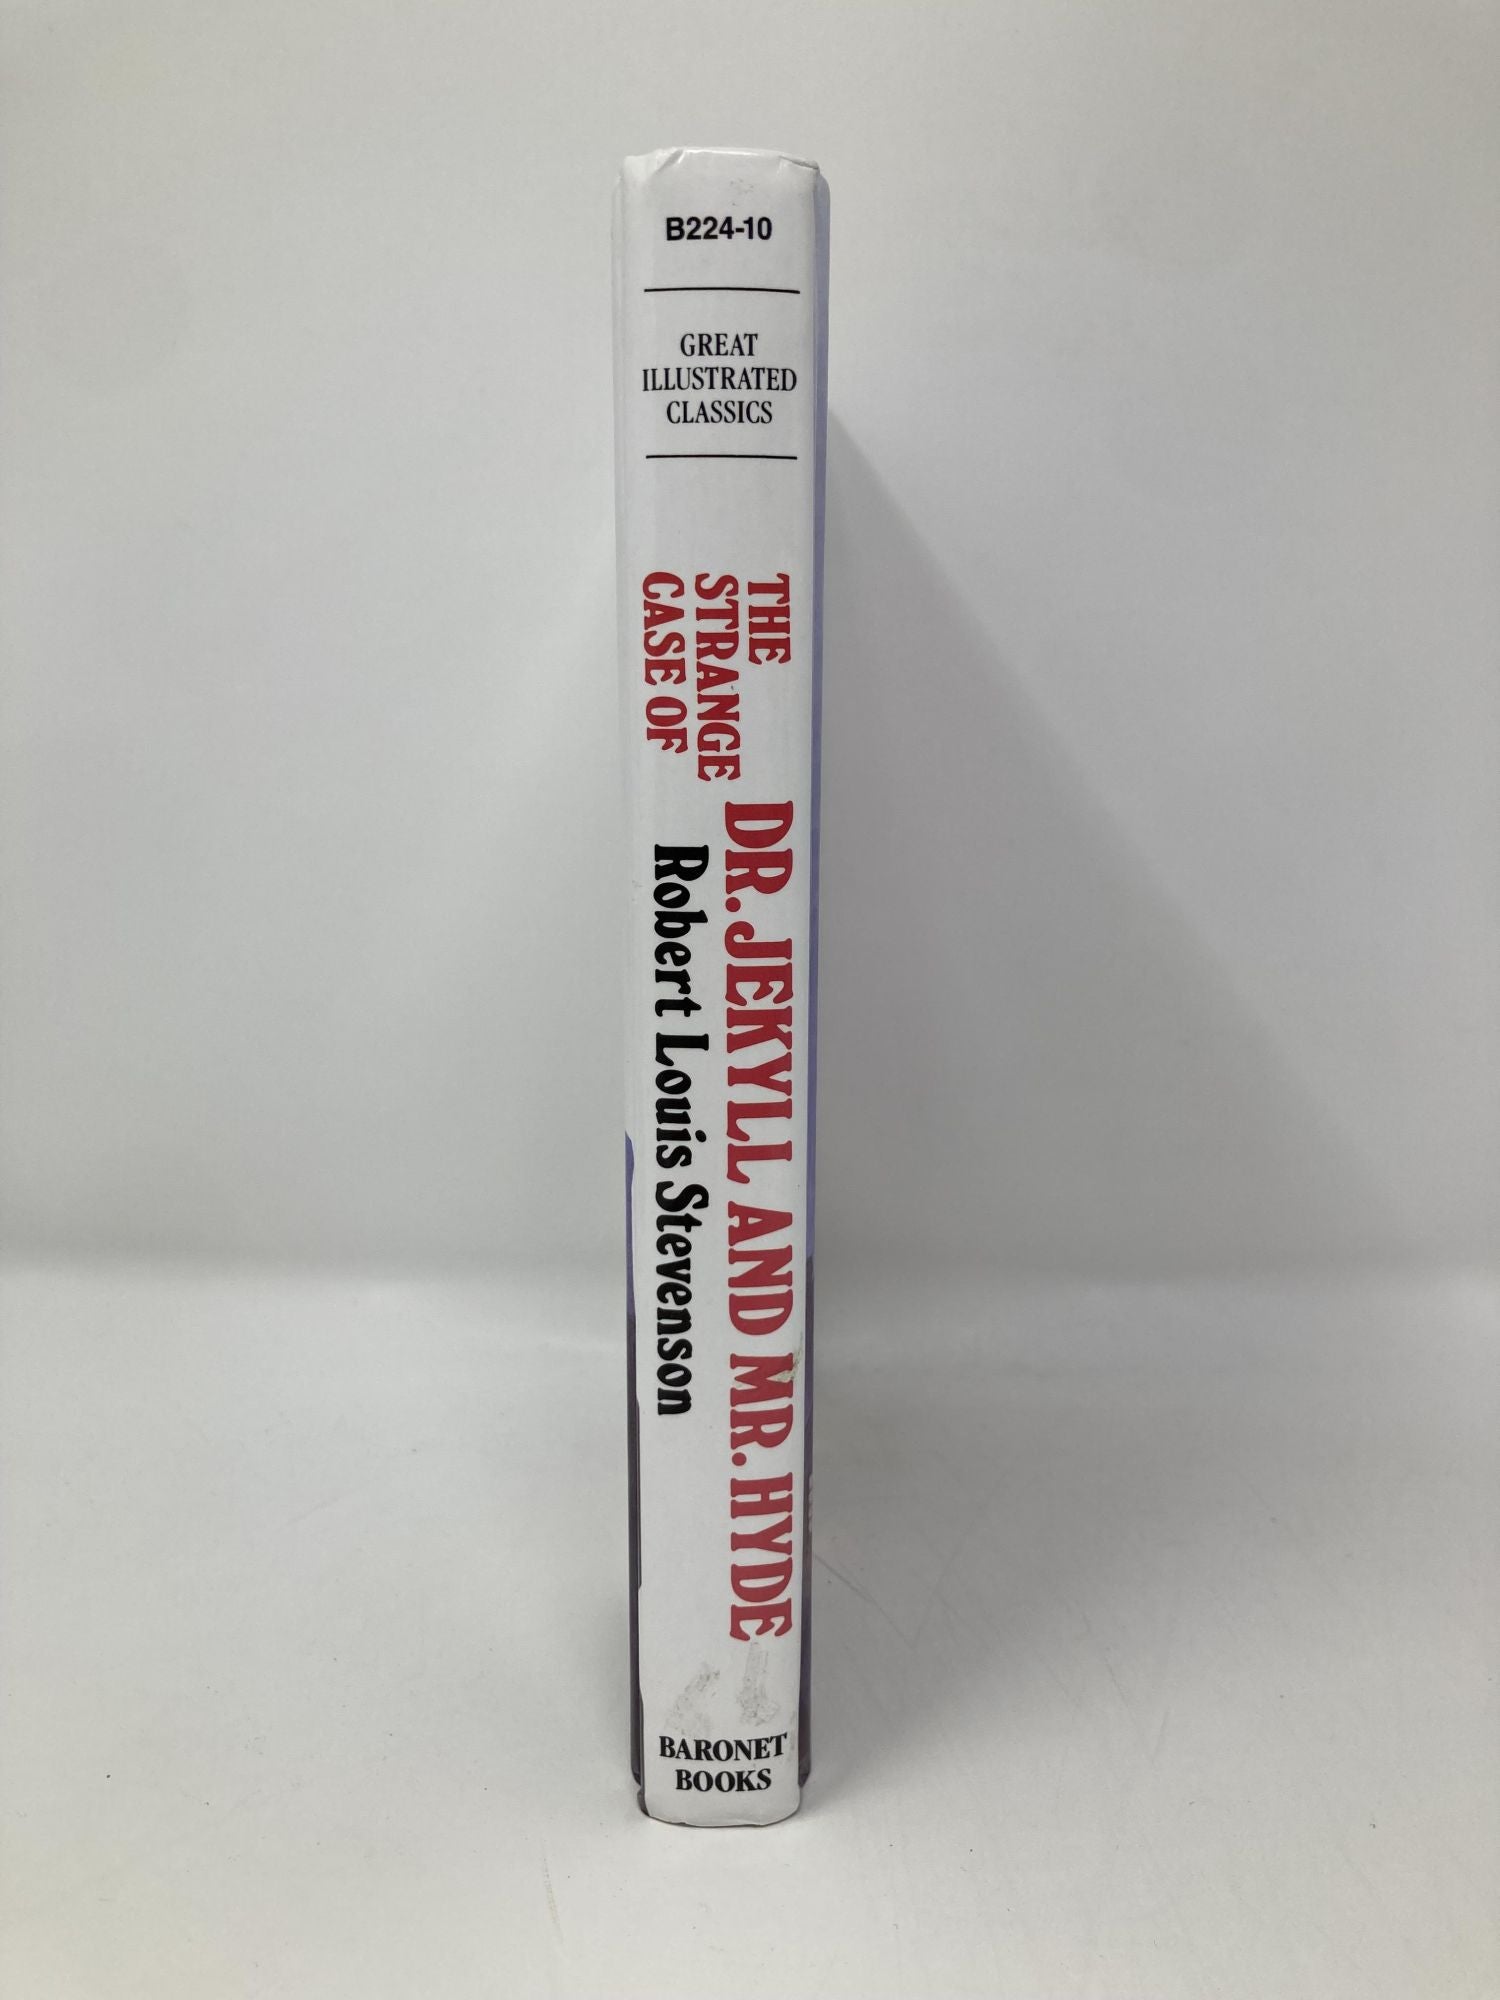 B224-10
GREAT
ILLUSTRATED
CLASSICS
THE
STRANGE
CASE OF
DR. JEKYLL AND MR. HYDE
Robert Louis Stevenson
BARONET
BOOKS